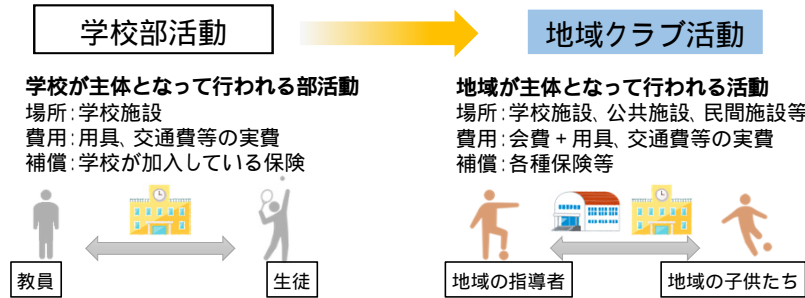 学校部活動
地域クラブ活動
学校が主体となって行われる部活動
場所:学校施設
費用:用具、交通費等の実費
補償:学校が加入している保険
地域が主体となって行われる活動
場所:学校施設、公共施設、民間施設等
費用:会費+用具、交通費等の実費
補償:各種保険等
教員
生徒
地域の指導者
地域の子供たち